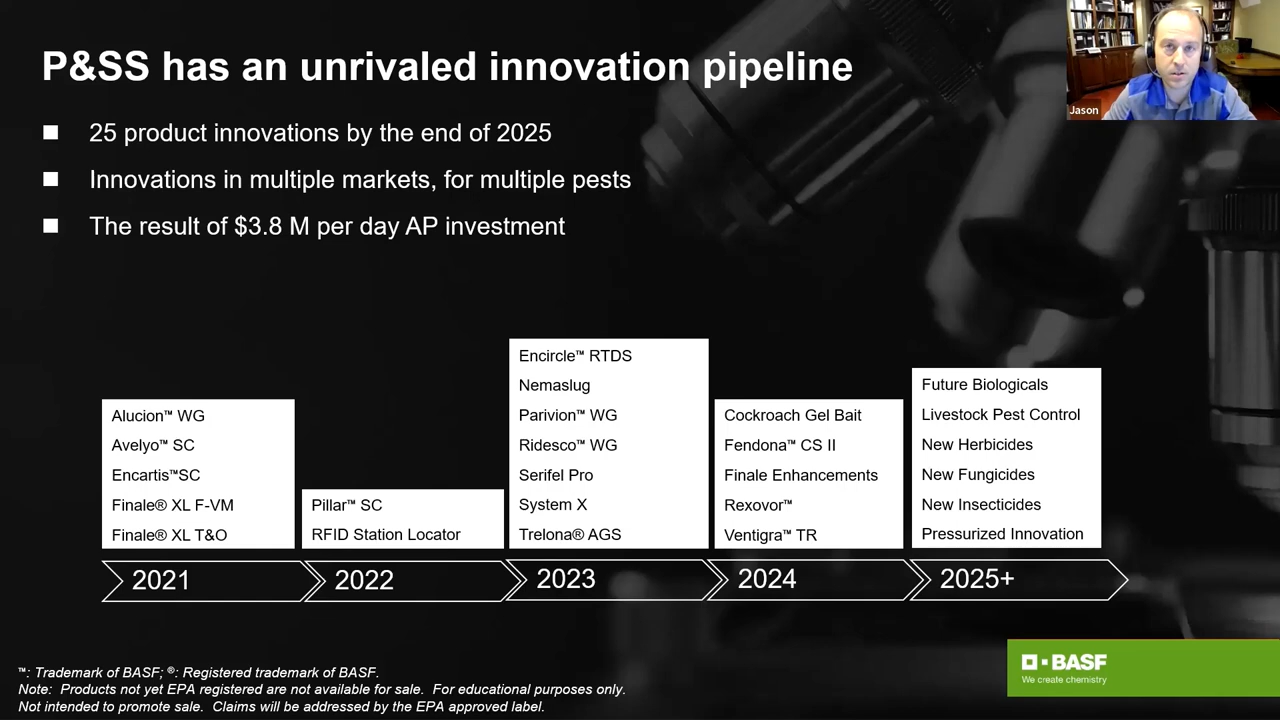 P&SS has an unrivaled innovation pipeline
Jason
25 product innovations by the end of 2025
Innovations in multiple markets, for multiple pests
The result of $3.8 M per day AP investment
Alucion™ WG
Avelyo™ SC
Encartis™SC
Finale® XL F-VM
Finale® XL T&O
Pillar™ SC
RFID Station Locator
Encircle™ RTDS
Nemaslug
Parivion™ WG
Ridesco™ WG
Serifel Pro
System X
Trelona® AGS
Cockroach Gel Bait
Fendona™ CS II
Finale Enhancements
Rexovor™
Ventigra™ TR
Future Biologicals
Livestock Pest Control
New Herbicides
New Fungicides
New Insecticides
Pressurized Innovation
2021
2022
2023
2024
2025+
™: Trademark of BASF; ®: Registered trademark of BASF.
Note: Products not yet EPA registered are not available for sale. For educational purposes only.
Not intended to promote sale. Claims will be addressed by the EPA approved label.
BASF
We create chemistry